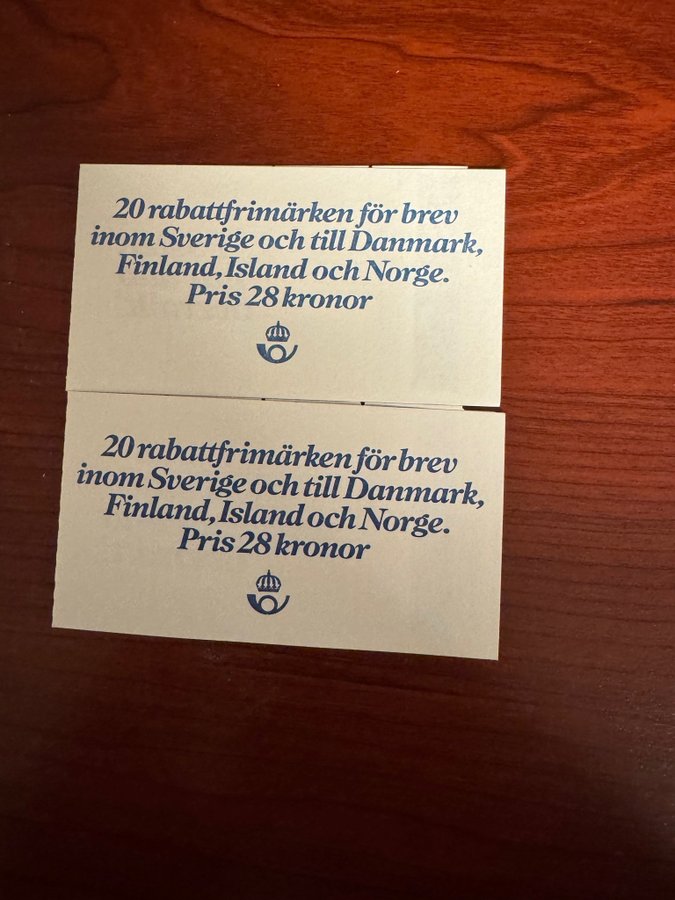 20 rabattfrimärken för brev
inom Sverige och till Danmark,
Finland, Island och Norge.
Pris 28 kronor
20 rabattfrimärken för brev
inom Sverige och till Danmark,
Finland, Island och Norge.
Pris 28 kronor